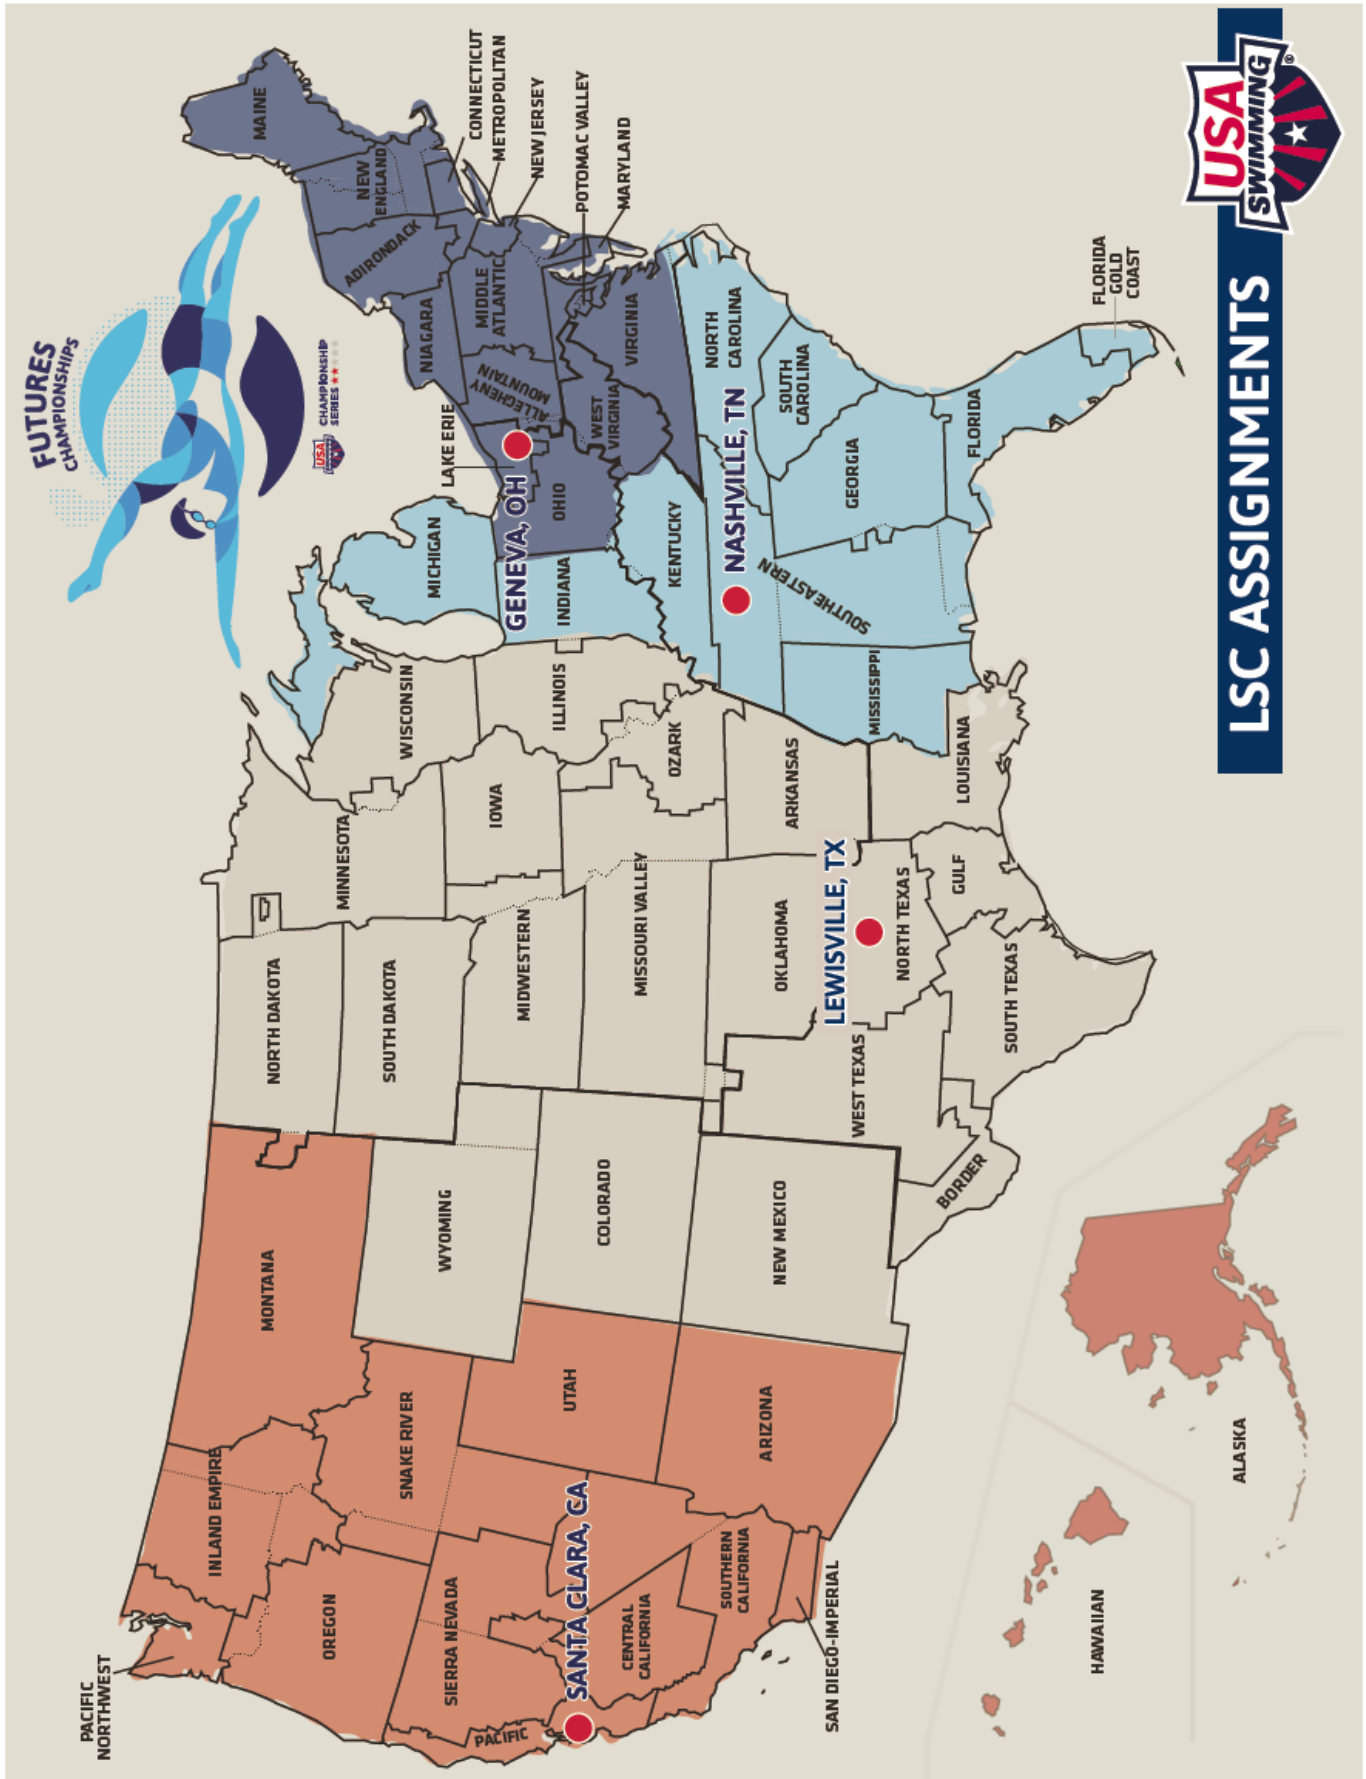 FUTURES
CHAMPIONSHIPS
USA
CHAMPIONSHIP
SERIES
PACIFIC
NORTHWEST
INLAND EMPIRE
MONTANA
NORTH DAKOTA
MINNESOTA
OREGON
SNAKE RIVER
WYOMING
SOUTH DAKOTA
WISCONSIN
MICHIGAN
LAKE ERIE
NIAGARA
ADIRONDACK
NEW
ENGLAND
MAINE
CONNECTICUT
METROPOLITAN
NEW JERSEY
POTOMAC VALLEY
MARYLAND
SIERRA NEVADA
PACIFIC
SANTA CLARA, CA
UTAH
COLORADO
MIDWESTERN
IOWA
ILLINOIS
INDIANA
GENEVA, OH
OHIO
ALLEGHENY
MOUNTAIN
MIDDLE
ATLANTIC
WEST
VIRGINIA
VIRGINIA
CENTRAL
CALIFORNIA
SOUTHERN
CALIFORNIA
SAN DIEGO-IMPERIAL
ARIZONA
NEW MEXICO
MISSOURI VALLEY
OZARK
KENTUCKY
NASHVILLE, TN
NORTH
CAROLINA
SOUTH
CAROLINA
OKLAHOMA
ARKANSAS
SOUTHEASTERN
GEORGIA
LEWISVILLE, TX
WEST TEXAS
NORTH TEXAS
MISSISSIPPI
LOUISIANA
GULF
BORDER
SOUTH TEXAS
FLORIDA
FLORIDA
GOLD
COAST
HAWAIIAN
ALASKA
LSC ASSIGNMENTS
USA
SWIMMING
®